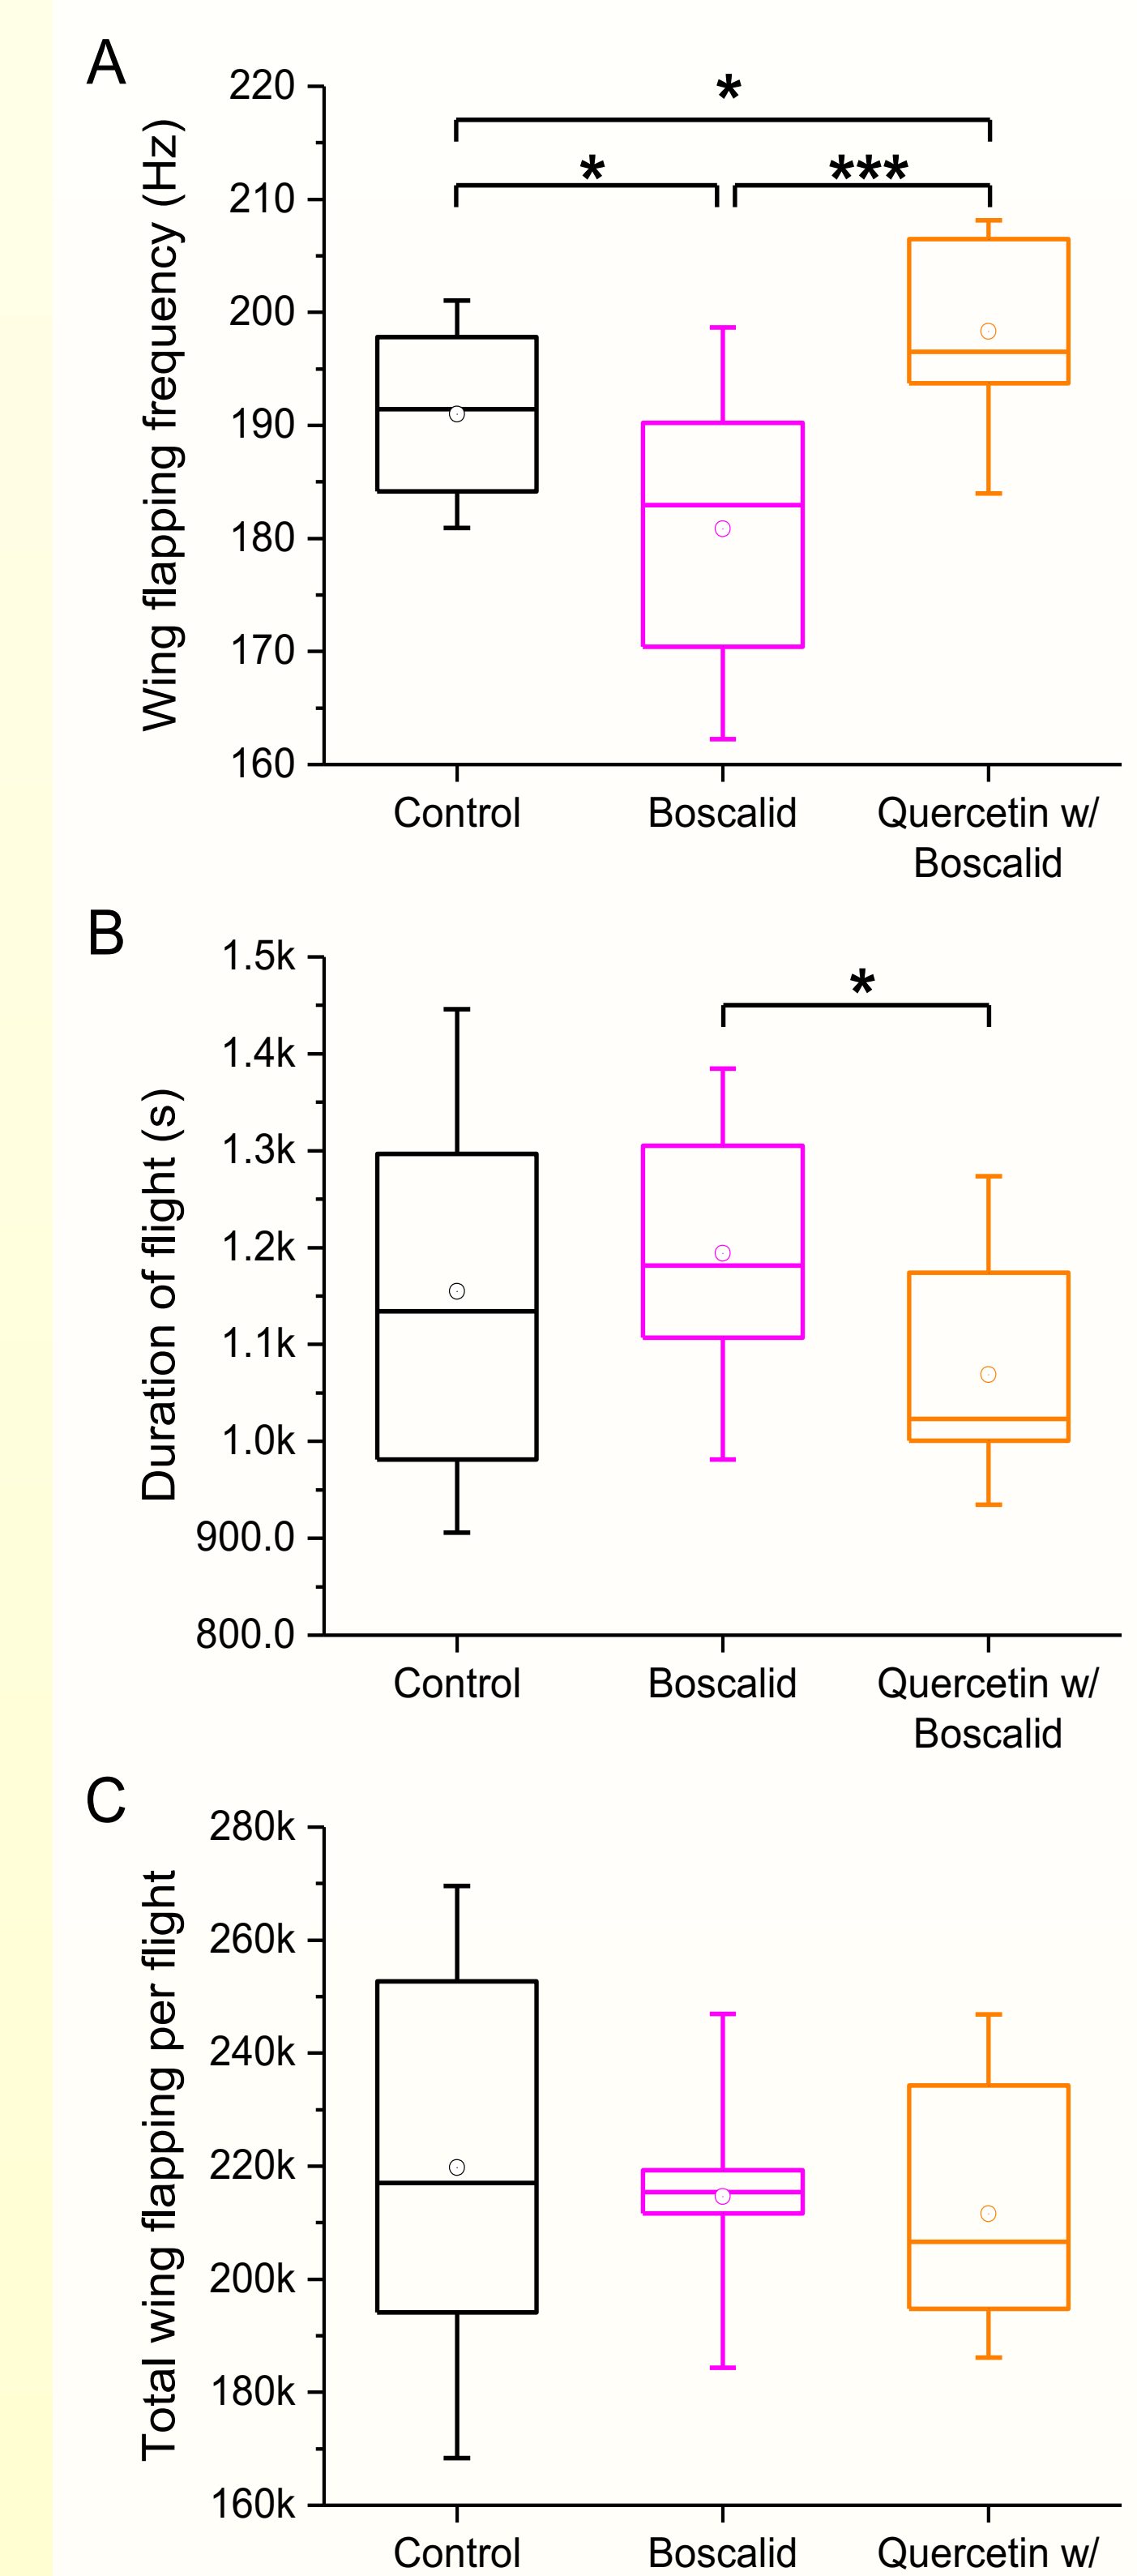 A
Wing flapping frequency (Hz)
220
210
200
190
180
170
160
*
*
***
Control
Boscalid
Quercetin w/
Boscalid
B
Duration of flight (s)
1.5k
1.4k
1.3k
1.2k
1.1k
1.0k
900.0
800.0
*
Control
Boscalid
Quercetin w/
Boscalid
C
Total wing flapping per flight
280k
260k
240k
220k
200k
180k
160k
Control
Boscalid
Quercetin w/